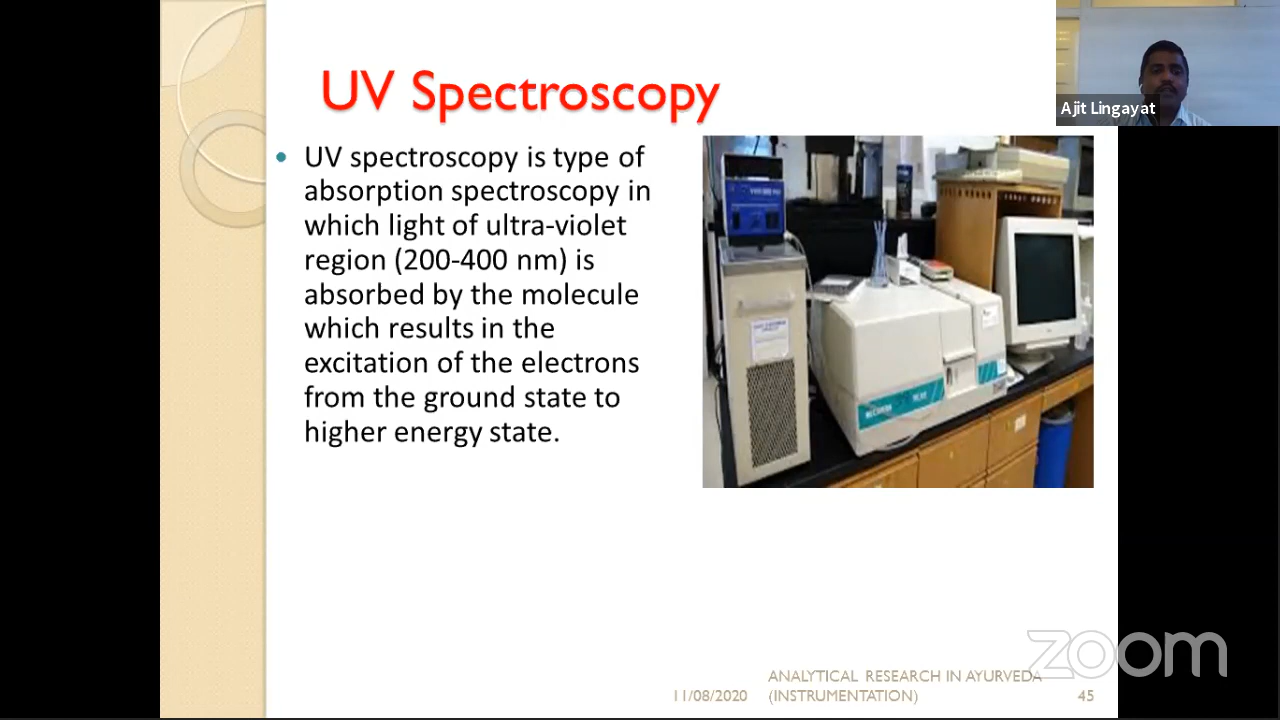 UV Spectroscopy
Ajit Lingayat
• UV spectroscopy is type of
absorption spectroscopy in
which light of ultra-violet
region (200-400 nm) is
absorbed by the molecule
which results in the
excitation of the electrons
from the ground state to
higher energy state.
zoom
ANALYTICAL RESEARCH IN AYURVEDA
11/08/2020 (INSTRUMENTATION) 45